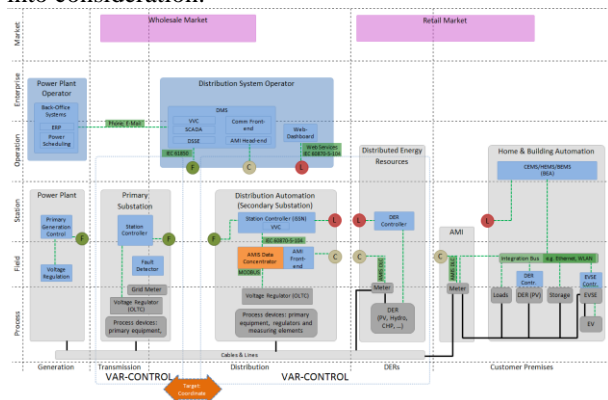 into consideration.
Market
Wholesale Market
Retail Market
Enterprise
Power Plant
Operator
Back-Office
Systems
ERP
Power
Scheduling
Phone, E-Mail
Distribution System Operator
DMS
VVC
SCADA
DSSE
Comm Front-
end
AMI Head-end
Web-
Dashboard
IEC 61850
Web Services
IEC 60870-5-104
F
C
L
Operation
Distributed Energy
Resources
Home & Building Automation
CEMS/HEMS/BEMS
(BEA)
Station
Power Plant
Primary
Generation
Control
Voltage
Regulation
F
Primary
Substation
Station
Controller
Fault
Detector
F
Grid Meter
Voltage Regulator
(OLTC)
Process devices: primary
equipment,
Distribution Automation
(Secondary Substation)
Station Controller (iSSN)
VVC
IEC 60870-5-104
AMIS Data
Concentrator
AMI
Front-
end
MODBUS
Voltage Regulator (OLTC)
Process devices: primary
equipment, regulators and
measuring elements
F
L
C
L
DER
Controller
C
Meter
DER
(PV, Hydro,
CHP, ...)
AMI
L
C
Meter
Integration Bus
e.g. Ethernet, WLAN
DER
Contr.
EVSE
Contr.
Loads
DER (PV)
Storage
EVSE
EV
Field
Process
Cables & Lines
Generation
Transmission
Distribution
DERs
Customer Premises
VAR-CONTROL
VAR-CONTROL
Target
Coordinate